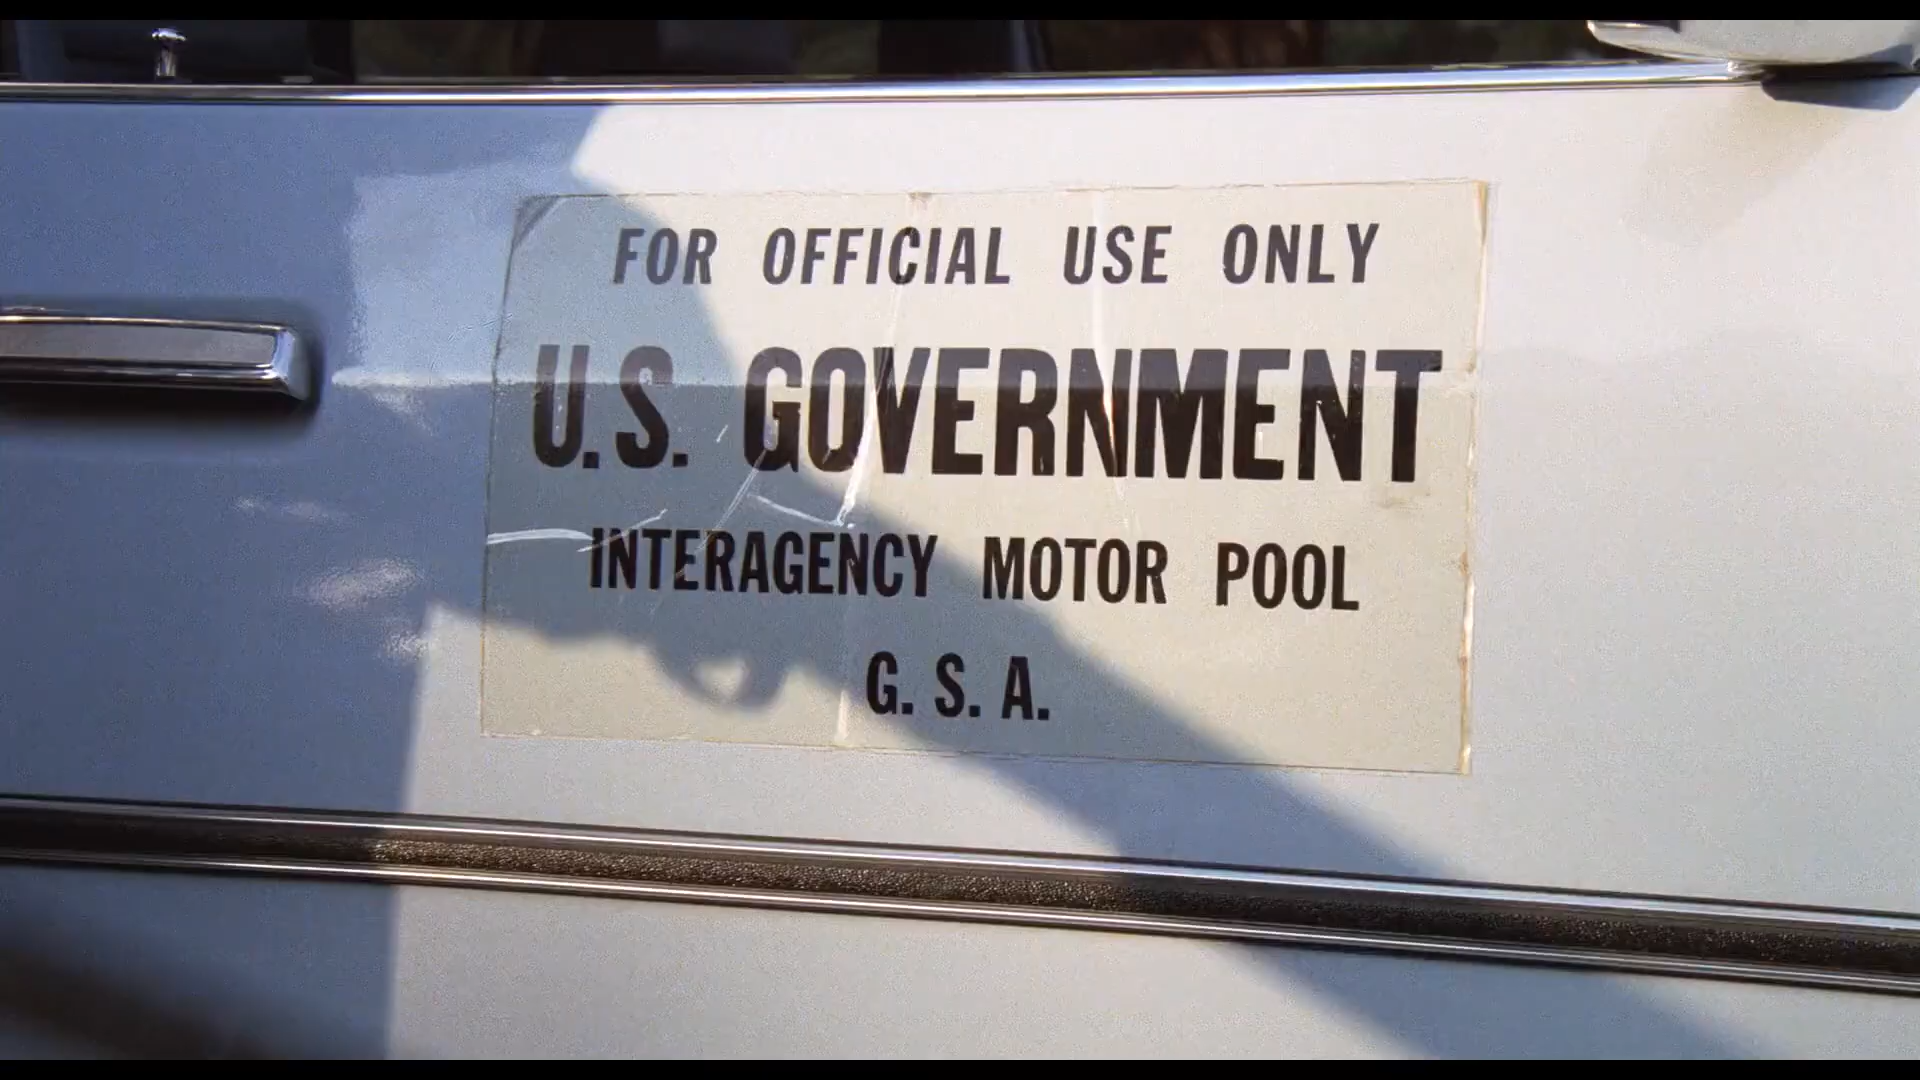 FOR OFFICIAL USE ONLY
U.S. GOVERNMENT
INTERAGENCY MOTOR POOL
G. S. A.